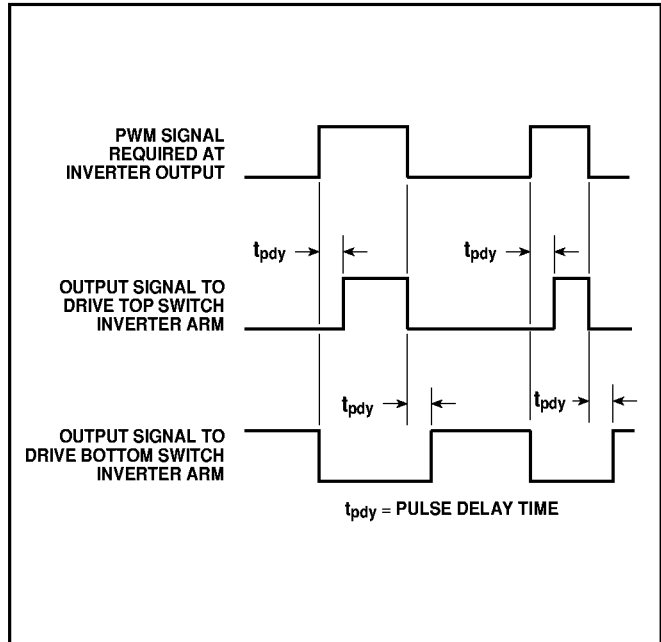 PWM SIGNAL
REQUIRED AT
INVERTER OUTPUT
tpdy
tpdy
OUTPUT SIGNAL TO
DRIVE TOP SWITCH
INVERTER ARM
tpdy
tpdy
OUTPUT SIGNAL TO
DRIVE BOTTOM SWITCH
INVERTER ARM
tpdy = PULSE DELAY TIME